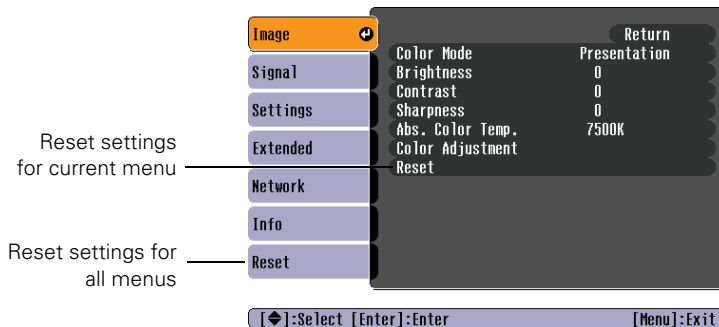 Image
Signal
Settings
Extended
Network
Info
Reset
Return
Color Mode Presentation
Brightness 0
Contrast 0
Sharpness 0
Abs. Color Temp. 7500K
Color Adjustment
Reset
Reset settings
for current menu
Reset settings for
all menus
[◆]:Select [Enter]:Enter [Menu]:Exit